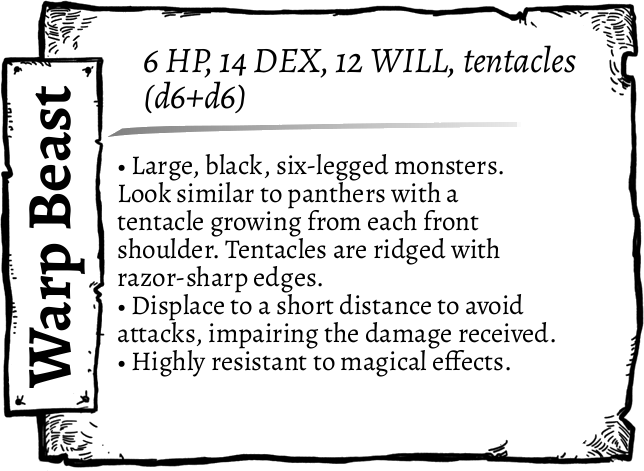 Warp Beast
6 HP, 14 DEX, 12 WILL, tentacles
(d6+d6)
• Large, black, six-legged monsters.
Look similar to panthers with a
tentacle growing from each front
shoulder. Tentacles are ridged with
razor-sharp edges.
• Displace to a short distance to avoid
attacks, impairing the damage received.
• Highly resistant to magical effects.